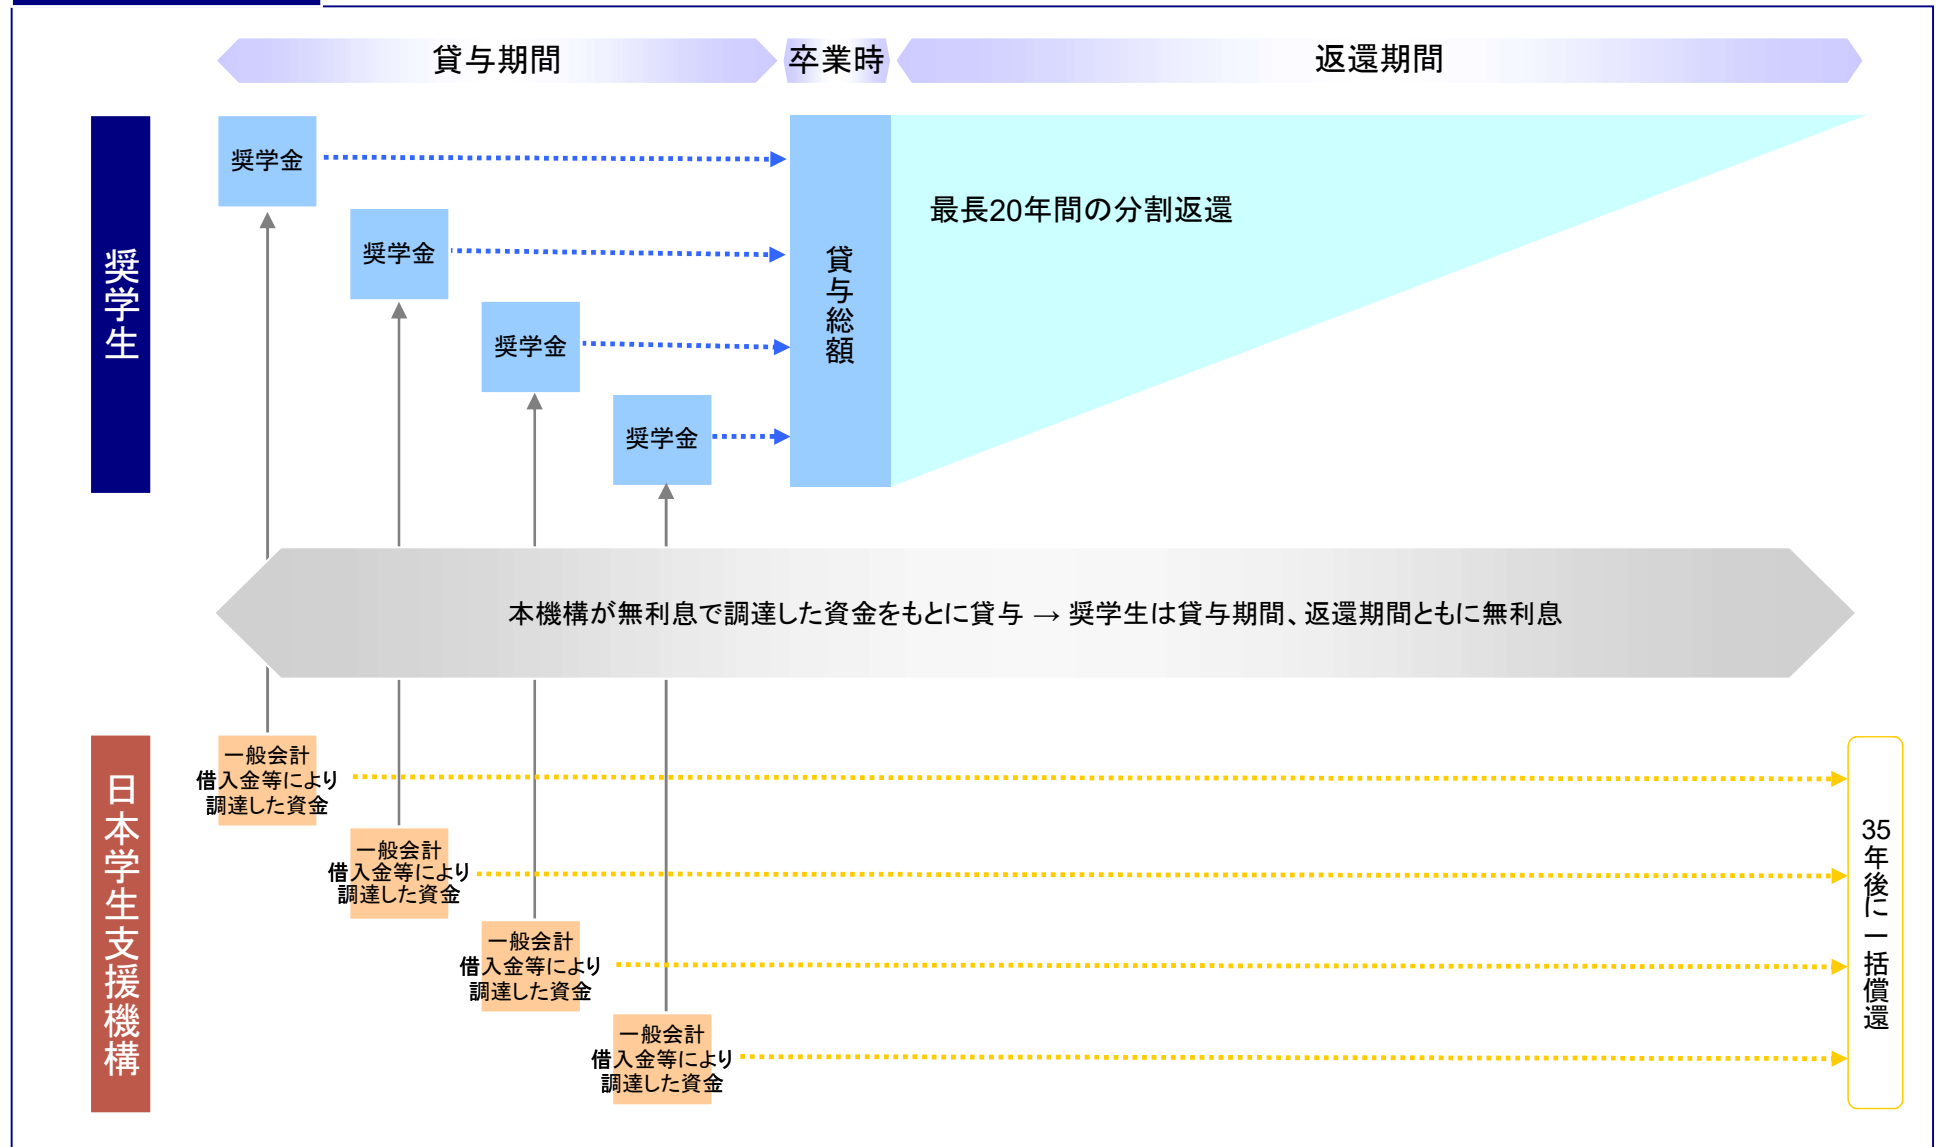 貸与期間
卒業時
返還期間
奨学生
奨学金
奨学金
奨学金
奨学金
貸与総額
最長20年間の分割返還
本機構が無利息で調達した資金をもとに貸与 → 奨学生は貸与期間、返還期間ともに無利息
日本学生支援機構
一般会計
借入金等により
調達した資金
一般会計
借入金等により
調達した資金
一般会計
借入金等により
調達した資金
一般会計
借入金等により
調達した資金
35年後に一括償還